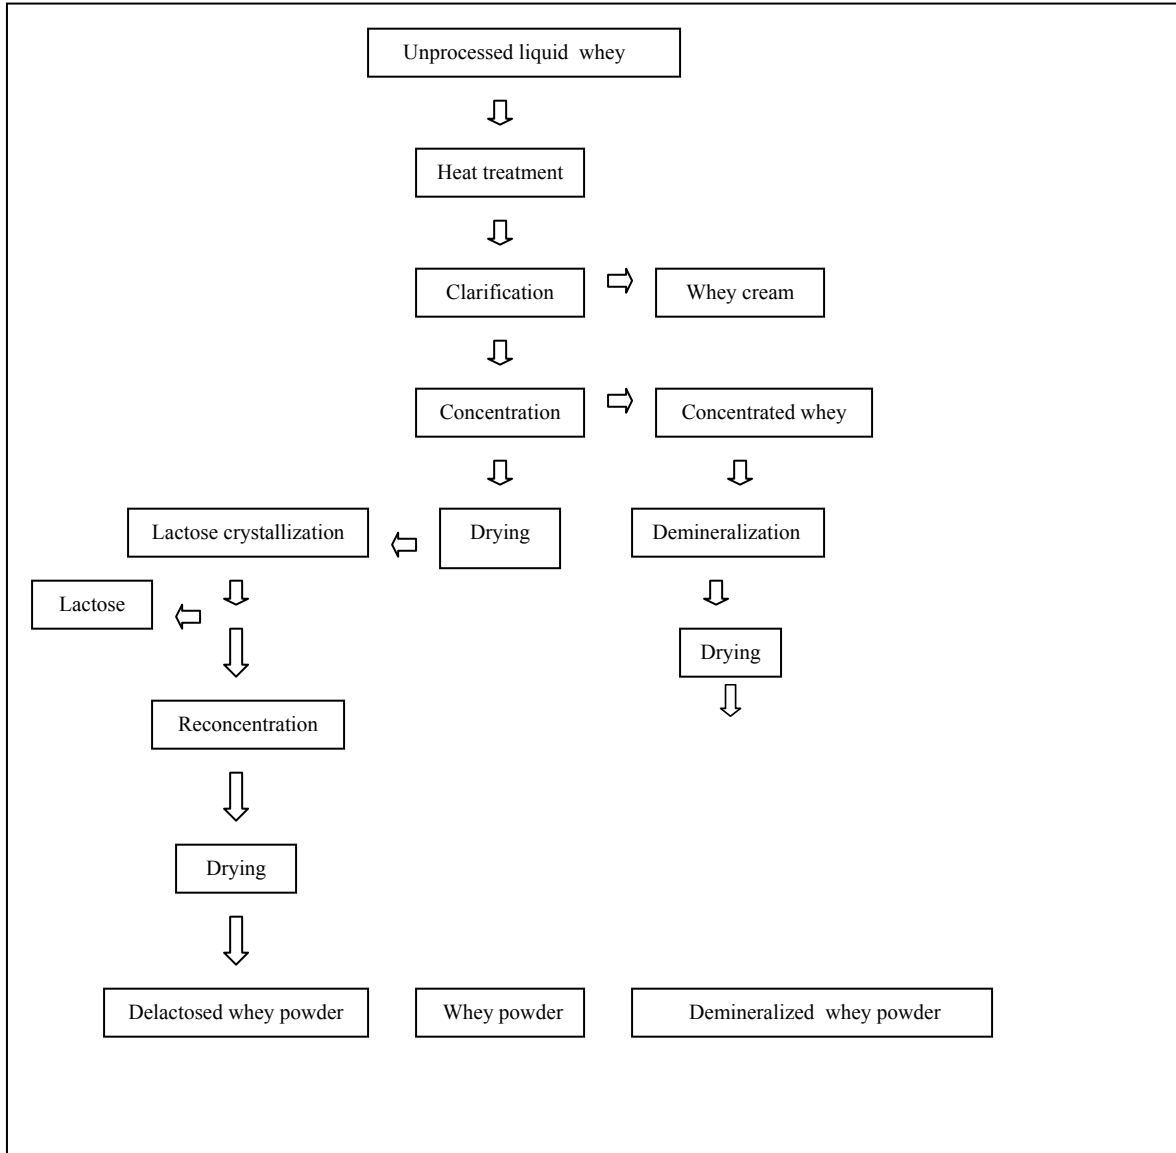 Unprocessed liquid whey
Heat treatment
Clarification
Whey cream
Concentration
Concentrated whey
Lactose crystallization
Drying
Demineralization
Lactose
Drying
Reconcentration
Drying
Delactosed whey powder
Whey powder
Demineralized whey powder